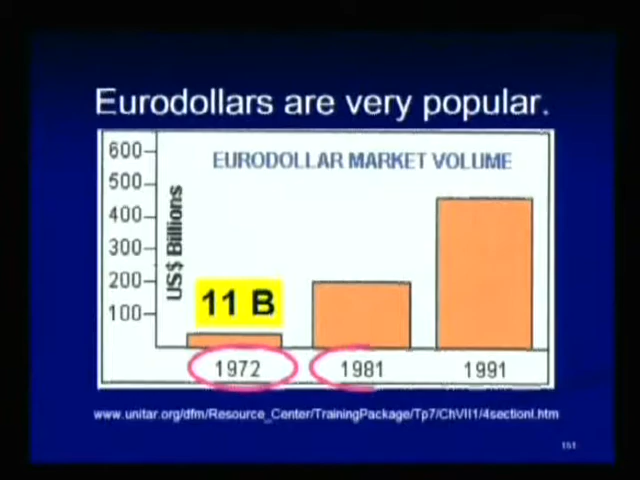 Eurodollars are very popular.
EURODOLLAR MARKET VOLUME
US$ Billions
600
500
400
300
200
100
11 B
1972
1981
1991
www.unitar.org/dfm/Resource_Center/TrainingPackage/Tp7/ChVII1/4sectionI.htm
151